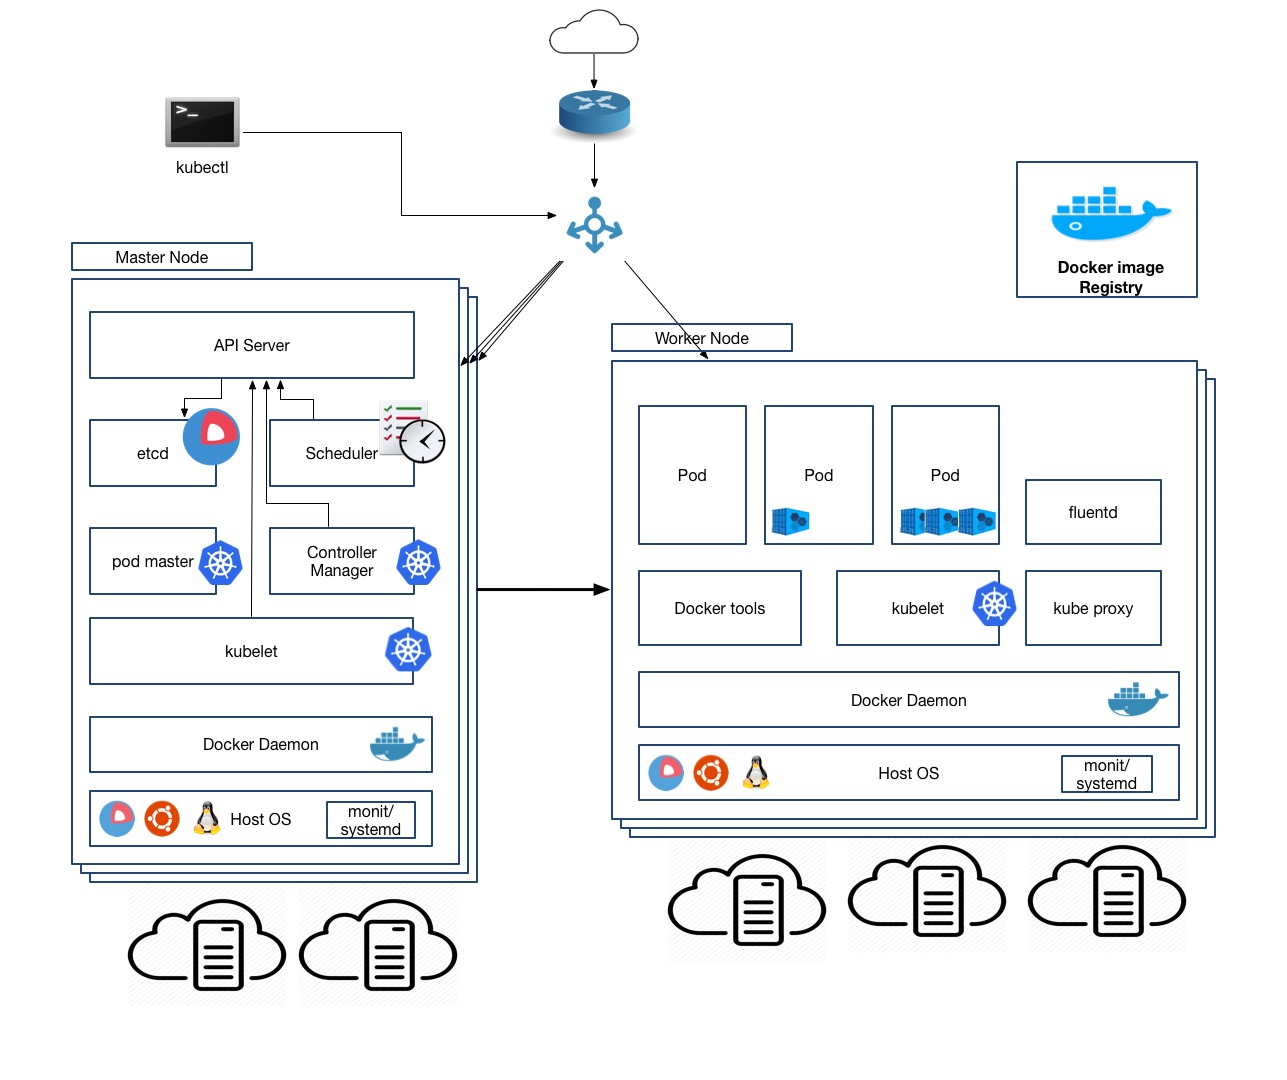 >_
kubectl
Docker image
Registry
Master Node
API Server
etcd
Scheduler
pod master
Controller
Manager
kubelet
Docker Daemon
Host OS
monit/
systemd
Worker Node
Pod
Pod
Pod
fluentd
Docker tools
kubelet
kube proxy
Docker Daemon
Host OS
monit/
systemd